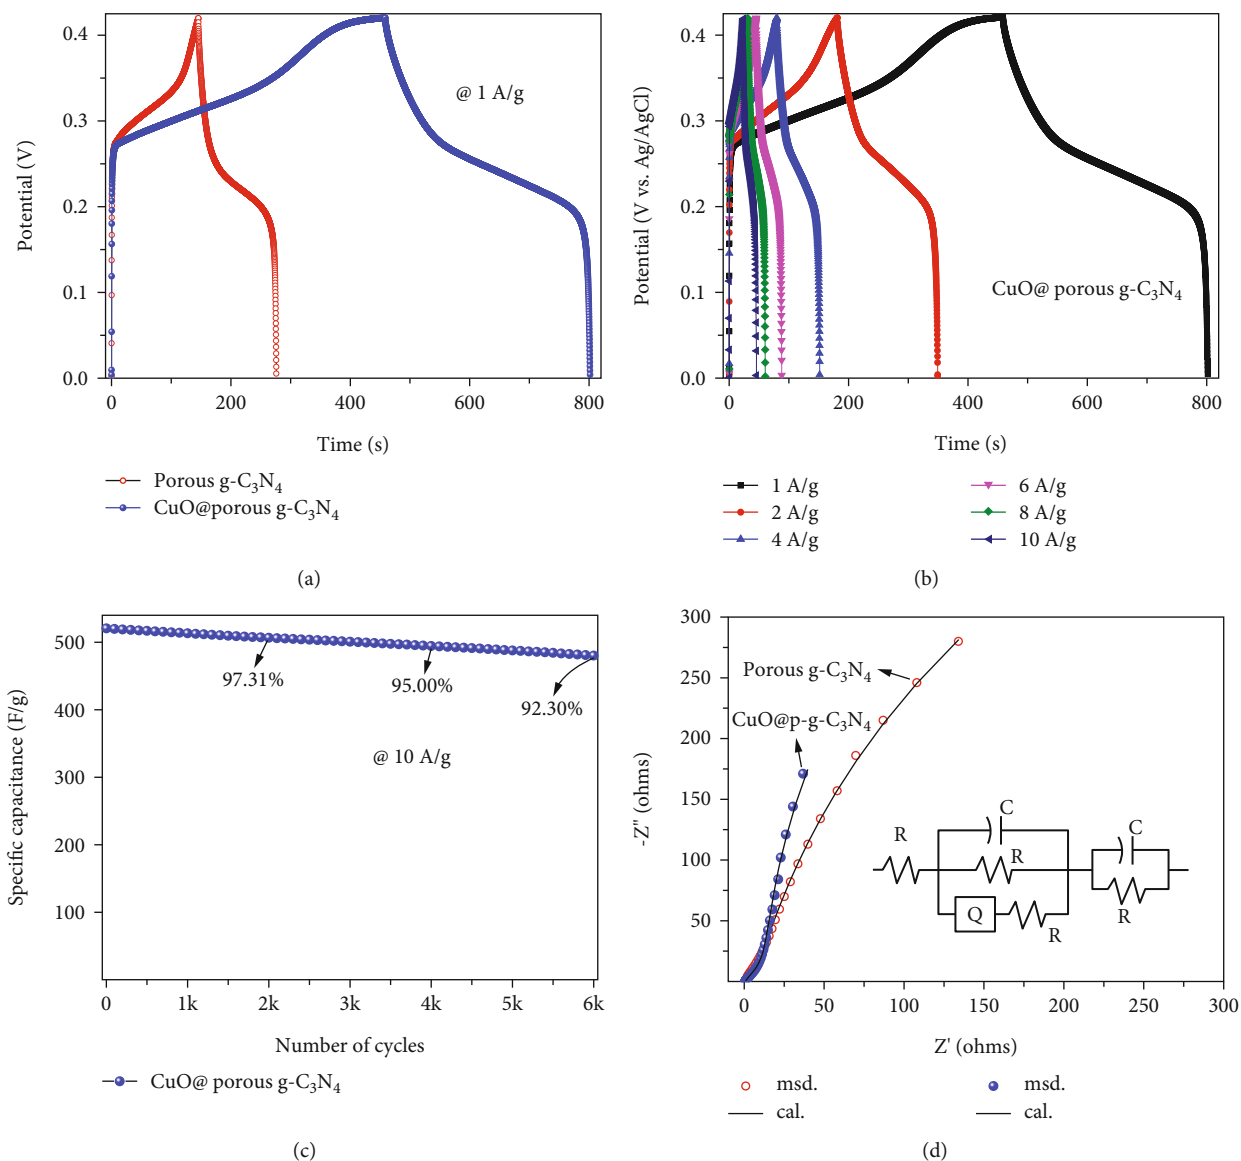 0.4
0.3
0.2
0.1
0.0
Potential (V)
@ 1 A/g
0 200 400 600 800
Time (s)
Porous g-C₃N₄
CuO@porous g-C₃N₄
(a)
0.4
0.3
0.2
0.1
0.0
Potential (V vs. Ag/AgCl)
CuO@ porous g-C₃N₄
0 200 400 600 800
Time (s)
1 A/g 6 A/g
2 A/g 8 A/g
4 A/g 10 A/g
(b)
500
400
300
200
100
Specific capacitance (F/g)
97.31%
95.00%
92.30%
@ 10 A/g
0 1k 2k 3k 4k 5k 6k
Number of cycles
CuO@ porous g-C₃N₄
(c)
300
250
200
150
100
50
-Z" (ohms)
Porous g-C₃N₄
CuO@p-g-C₃N₄
C
R
R
Q
R
C
R
0 50 100 150 200 250 300
Z' (ohms)
msd. msd.
cal. cal.
(d)